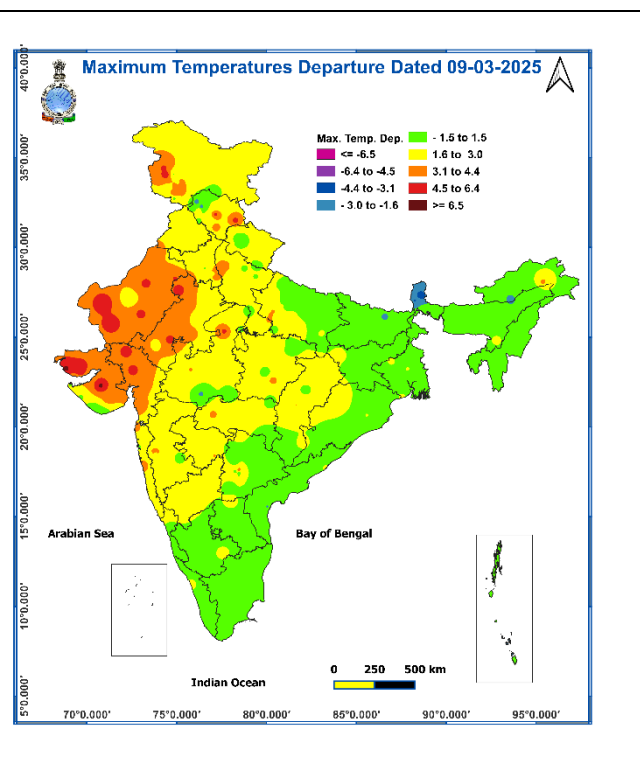 Maximum Temperatures Departure Dated 09-03-2025
Max. Temp. Dep.
<= -6.5
-6.4 to -4.5
-4.4 to -3.1
- 3.0 to -1.6
- 1.5 to 1.5
1.6 to 3.0
3.1 to 4.4
4.5 to 6.4
>= 6.5
40°0.000'
35°0.000'
30°0.000'
25°0.000'
20°0.000'
15°0.000'
10°0.000'
5°0.000'
Arabian Sea
Bay of Bengal
Indian Ocean
0 250 500 km
70°0.000' 75°0.000' 80°0.000' 85°0.000' 90°0.000' 95°0.000'